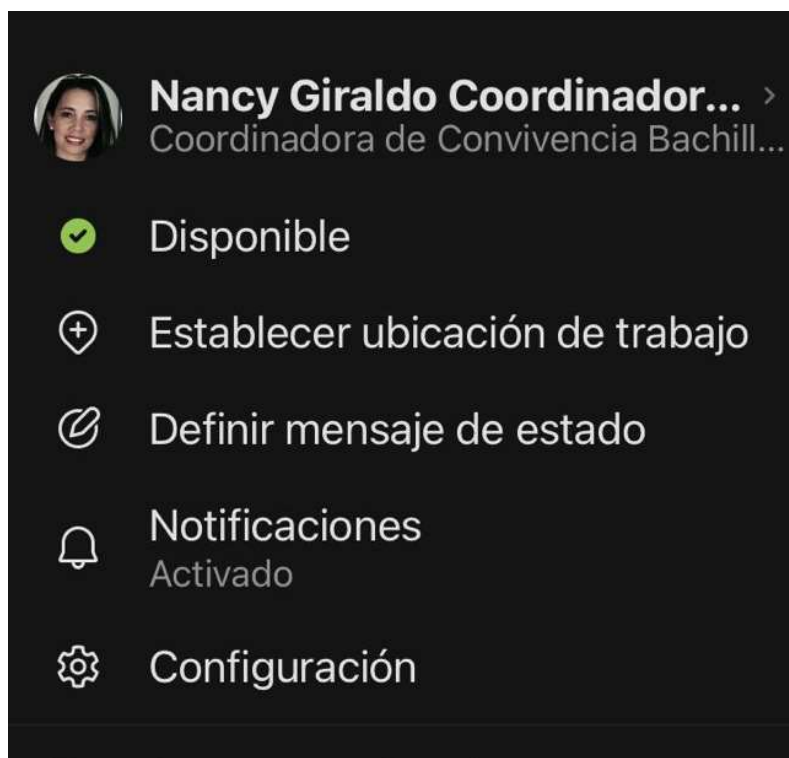 Nancy Giraldo Coordinador...
Coordinadora de Convivencia Bachill...
Disponible
Establecer ubicación de trabajo
Definir mensaje de estado
Notificaciones
Activado
Configuración